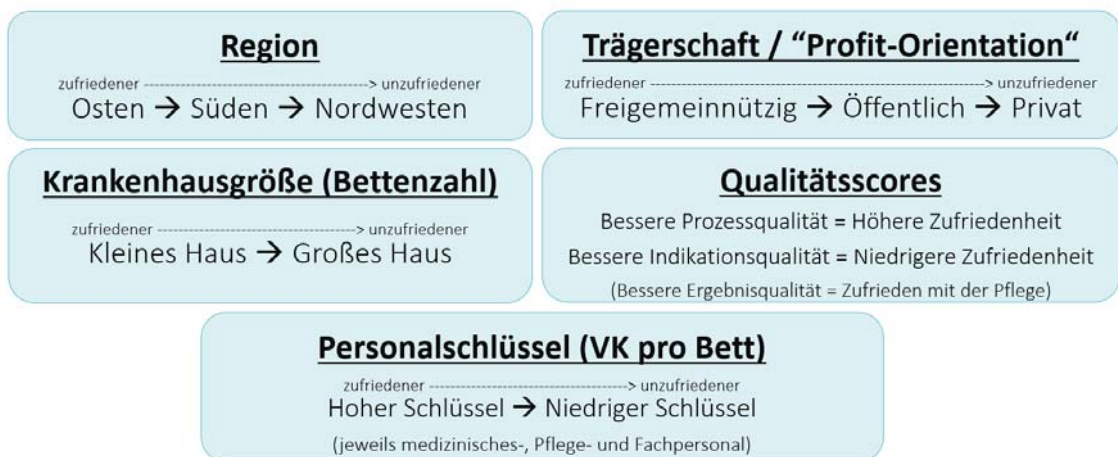 Region
zufriedener ----------------------------------> unzufriedener
Osten → Süden → Nordwesten
Trägerschaft / “Profit-Orientation“
zufriedener ----------------------------------------------------> unzufriedener
Freigemeinnützig → Öffentlich → Privat
Krankenhausgröße (Bettenzahl)
zufriedener ------------------------------> unzufriedener
Kleines Haus → Großes Haus
Qualitätsscores
Bessere Prozessqualität = Höhere Zufriedenheit
Bessere Indikationsqualität = Niedrigere Zufriedenheit
(Bessere Ergebnisqualität = Zufrieden mit der Pflege)
Personalschlüssel (VK pro Bett)
zufriedener ------------------------------> unzufriedener
Hoher Schlüssel → Niedriger Schlüssel
(jeweils medizinisches-, Pflege- und Fachpersonal)